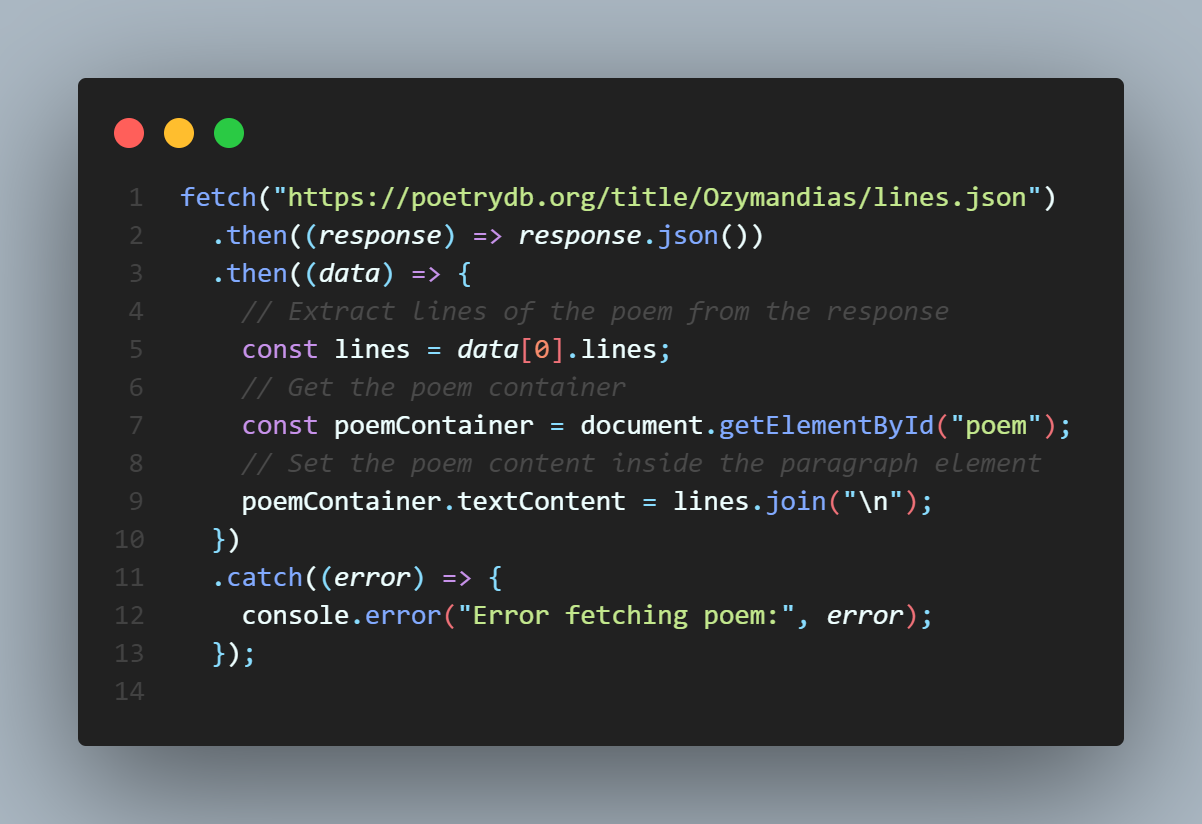 1 fetch("https://poetrydb.org/title/Ozymandias/lines.json")
2   .then((response) => response.json())
3   .then((data) => {
4     // Extract lines of the poem from the response
5     const lines = data[0].lines;
6     // Get the poem container
7     const poemContainer = document.getElementById("poem");
8     // Set the poem content inside the paragraph element
9     poemContainer.textContent = lines.join("\n");
10   })
11   .catch((error) => {
12     console.error("Error fetching poem:", error);
13   });
14